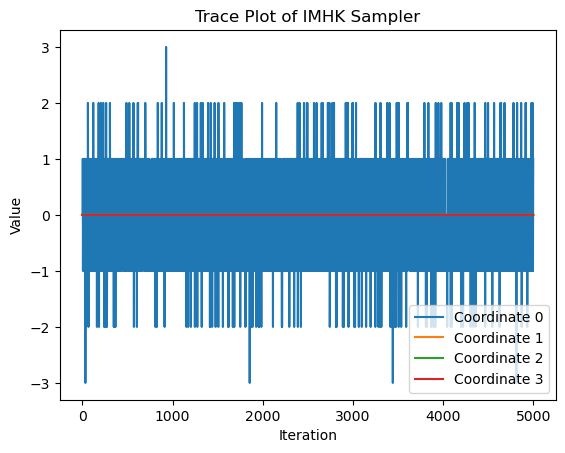 Trace Plot of IMHK Sampler
3
2
1
0
−1
−2
−3
Value
0
1000
2000
3000
4000
5000
Iteration
Coordinate 0
Coordinate 1
Coordinate 2
Coordinate 3